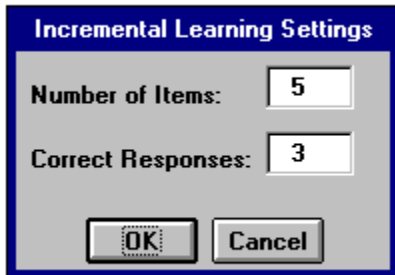 Incremental Learning Settings
Number of Items: 5
Correct Responses: 3
OK Cancel